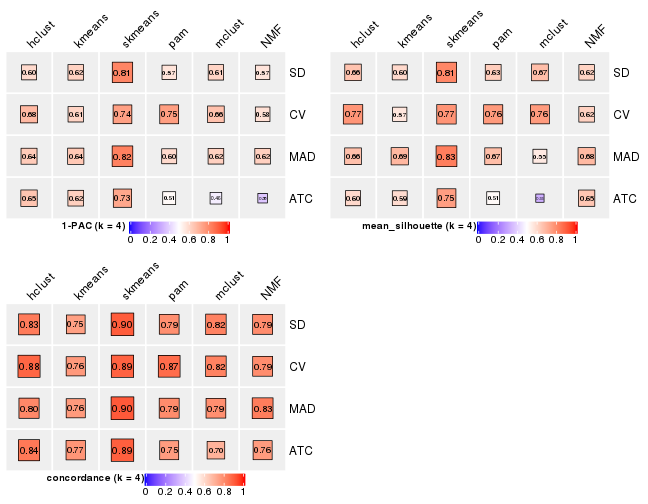 hclust kmeans skmeans pam mclust NMF
0.60 0.62 0.81 0.57 0.61 0.57 SD
0.68 0.61 0.74 0.75 0.66 0.58 CV
0.64 0.64 0.82 0.60 0.62 0.62 MAD
0.65 0.62 0.73 0.51 ATC
1-PAC (k = 4)
0 0.2 0.4 0.6 0.8 1
hclust kmeans skmeans pam mclust NMF
0.66 0.60 0.81 0.63 0.67 0.62 SD
0.77 0.57 0.77 0.76 0.76 0.62 CV
0.66 0.69 0.83 0.67 0.55 0.68 MAD
0.60 0.59 0.75 0.51 0.65 ATC
mean_silhouette (k = 4)
0 0.2 0.4 0.6 0.8 1
hclust kmeans skmeans pam mclust NMF
0.83 0.75 0.90 0.79 0.82 0.79 SD
0.88 0.76 0.89 0.87 0.82 0.79 CV
0.80 0.76 0.90 0.79 0.79 0.83 MAD
0.84 0.77 0.89 0.75 0.70 0.76 ATC
concordance (k = 4)
0 0.2 0.4 0.6 0.8 1